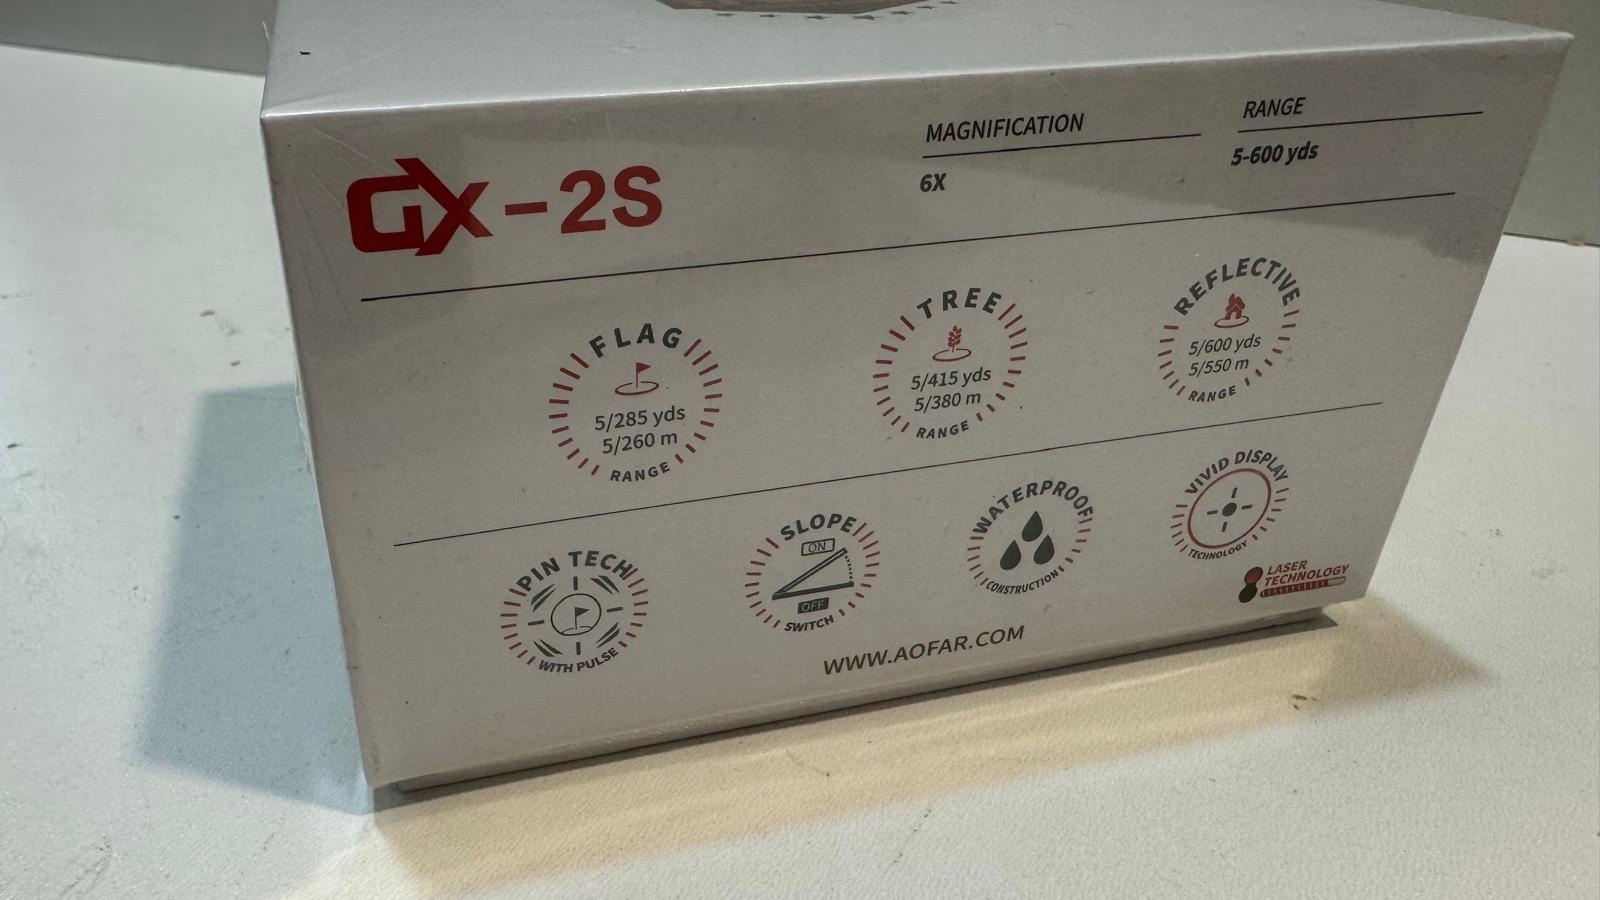 GX-2S
MAGNIFICATION
6X
RANGE
5-600 yds
FLAG
5/285 yds
5/260 m
RANGE
TREE
5/415 yds
5/380 m
RANGE
REFLECTIVE
5/600 yds
5/550 m
RANGE
PIN TECH
WITH PULSE
SLOPE
ON
OFF
SWITCH
WATERPROOF
CONSTRUCTION
VIVID DISPLAY
TECHNOLOGY
LASER
TECHNOLOGY
WWW.AOFAR.COM